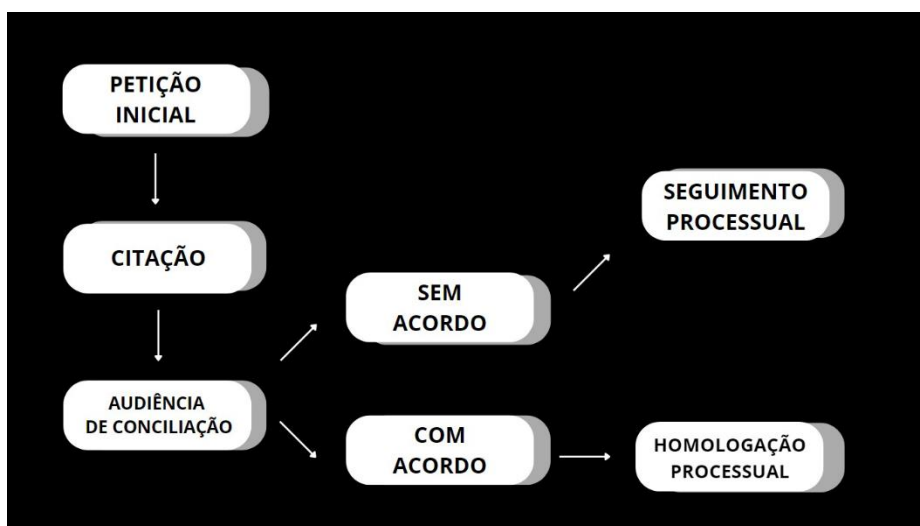 PETIÇÃO
INICIAL
CITAÇÃO
AUDIÊNCIA
DE CONCILIAÇÃO
SEM
ACORDO
SEGUIMENTO
PROCESSUAL
COM
ACORDO
HOMOLOGAÇÃO
PROCESSUAL